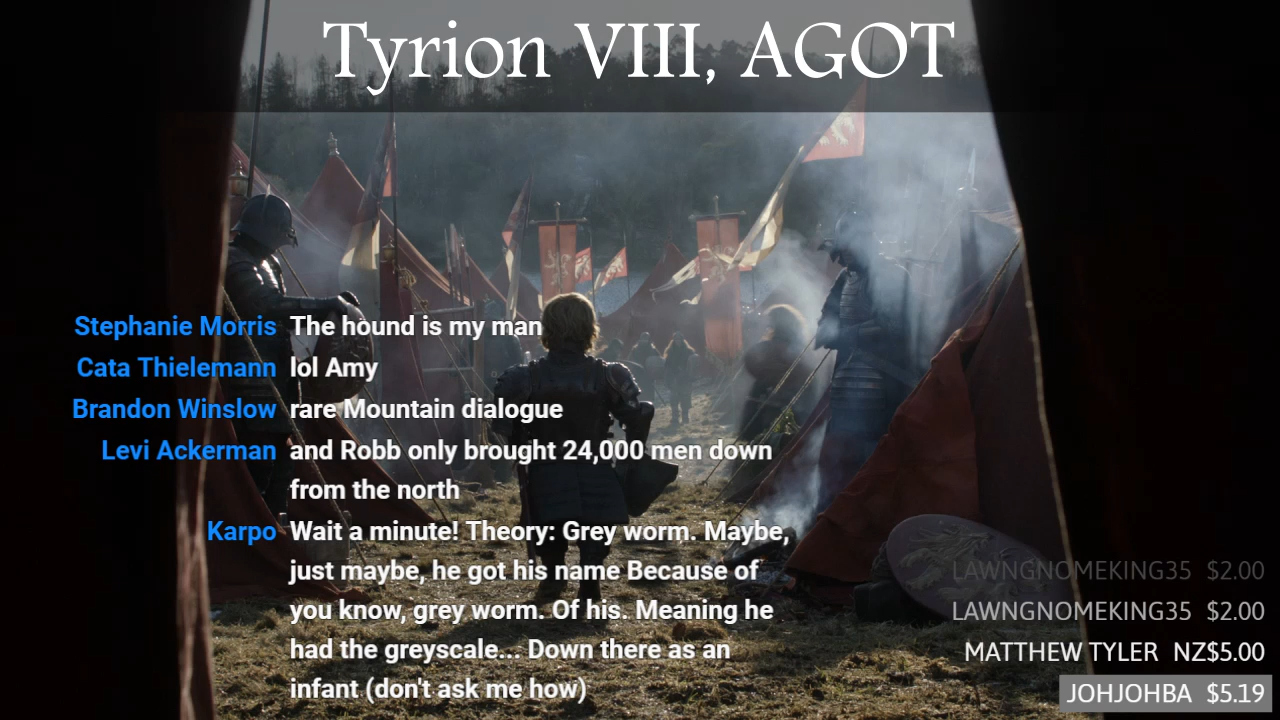 Tyrion VIII, AGOT
Stephanie Morris The hound is my man
Cata Thielemann lol Amy
Brandon Winslow rare Mountain dialogue
Levi Ackerman and Robb only brought 24,000 men down
from the north
Karpo Wait a minute! Theory: Grey worm. Maybe,
just maybe, he got his name Because of
you know, grey worm. Of his. Meaning he
had the greyscale... Down there as an
infant (don't ask me how)
LAWNGNOMEKING35 $2.00
LAWNGNOMEKING35 $2.00
MATTHEW TYLER NZ$5.00
JOHJOHBA $5.19